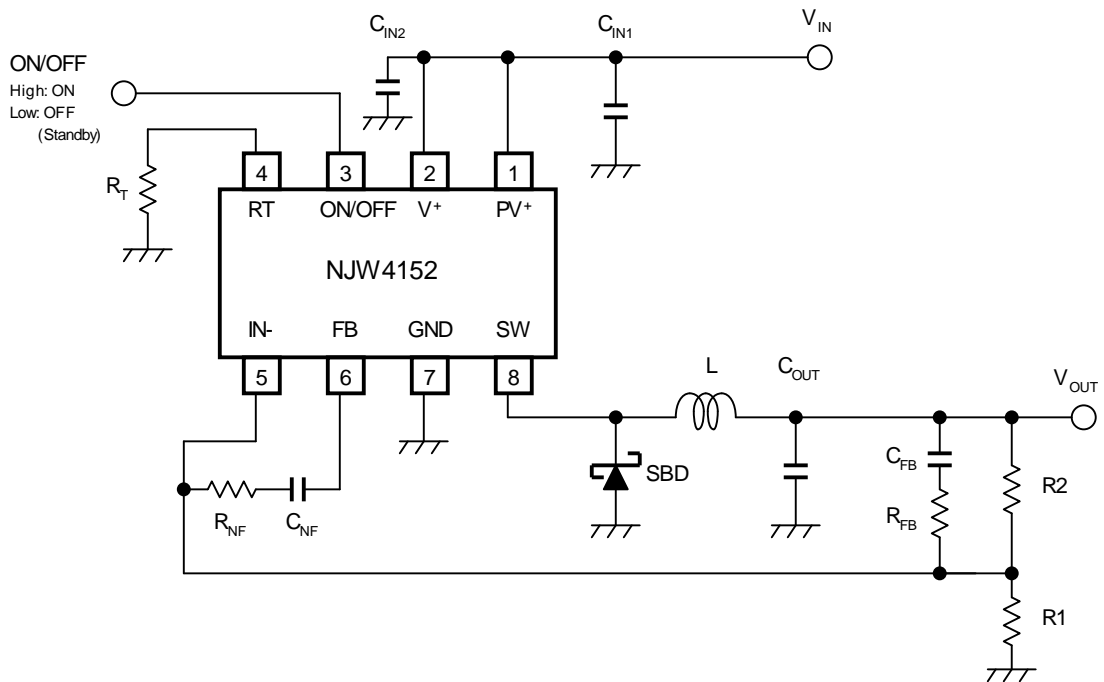 V_IN
C_IN2
C_IN1
ON/OFF
High: ON
Low: OFF
(Standby)
R_T
4
3
2
1
RT
ON/OFF
V⁺
PV⁺
NJW4152
IN-
FB
GND
SW
5
6
7
8
L
C_OUT
V_OUT
SBD
C_FB
R2
R_NF
C_NF
R_FB
R1